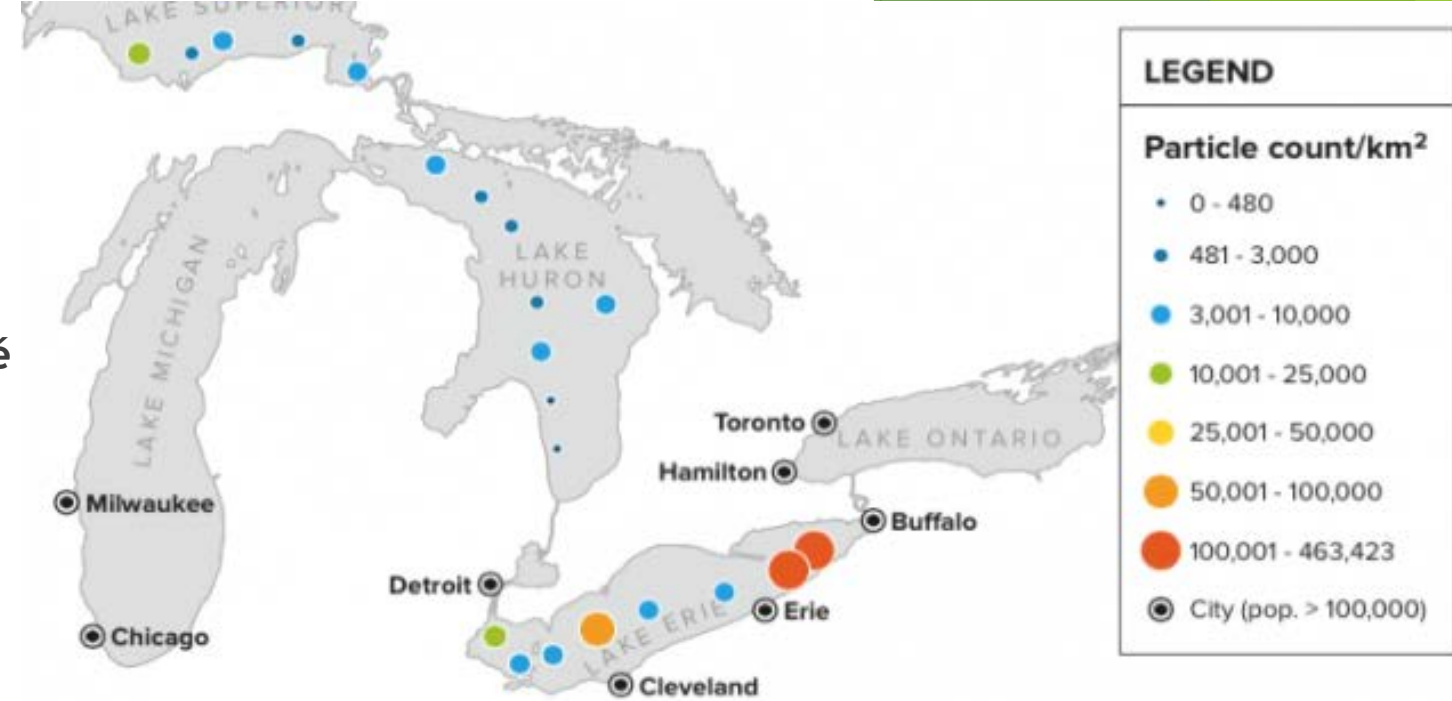 LAKE SUPERIOR
LAKE MICHIGAN
LAKE
HURON
LAKE ONTARIO
LAKE ERIE
Milwaukee
Chicago
Detroit
Toronto
Hamilton
Buffalo
Erie
Cleveland
é
LEGEND
Particle count/km²
0 - 480
481 - 3,000
3,001 - 10,000
10,001 - 25,000
25,001 - 50,000
50,001 - 100,000
100,001 - 463,423
City (pop. > 100,000)